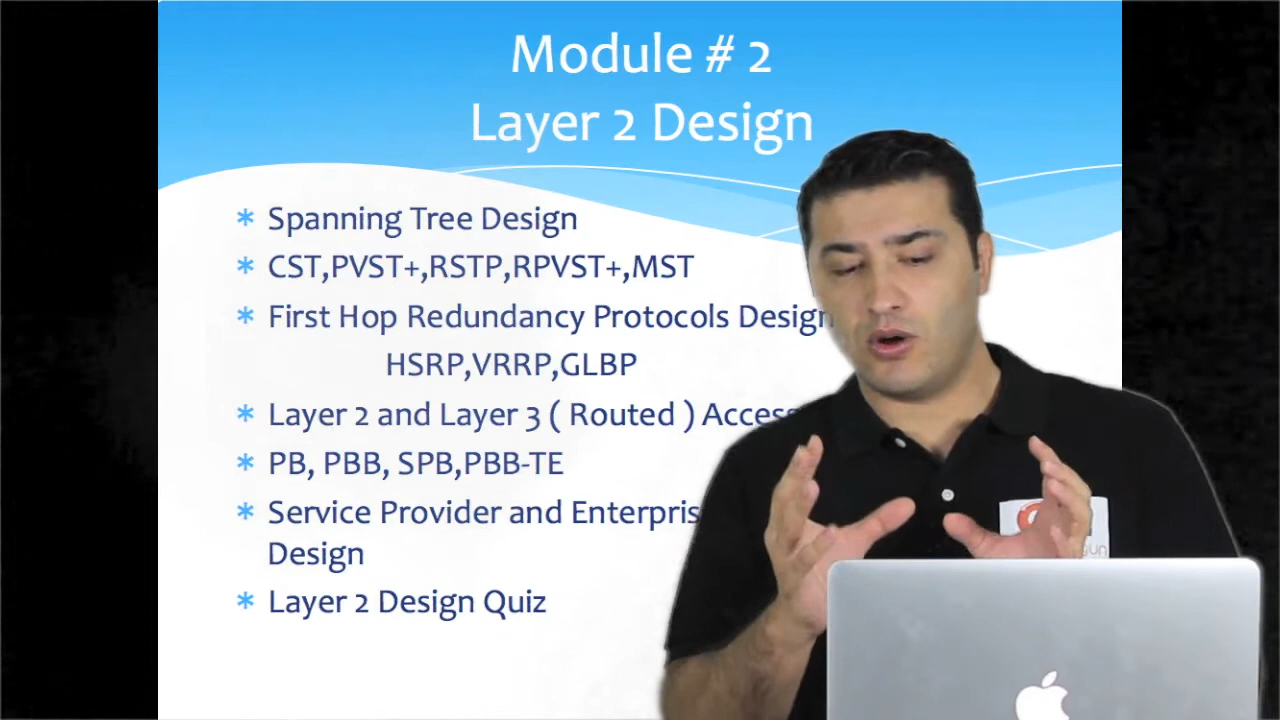 Module # 2
Layer 2 Design
* Spanning Tree Design
* CST,PVST+,RSTP,RPVST+,MST
* First Hop Redundancy Protocols Design
HSRP,VRRP,GLBP
* Layer 2 and Layer 3 ( Routed ) Access
* PB, PBB, SPB,PBB-TE
* Service Provider and Enterpris
Design
* Layer 2 Design Quiz